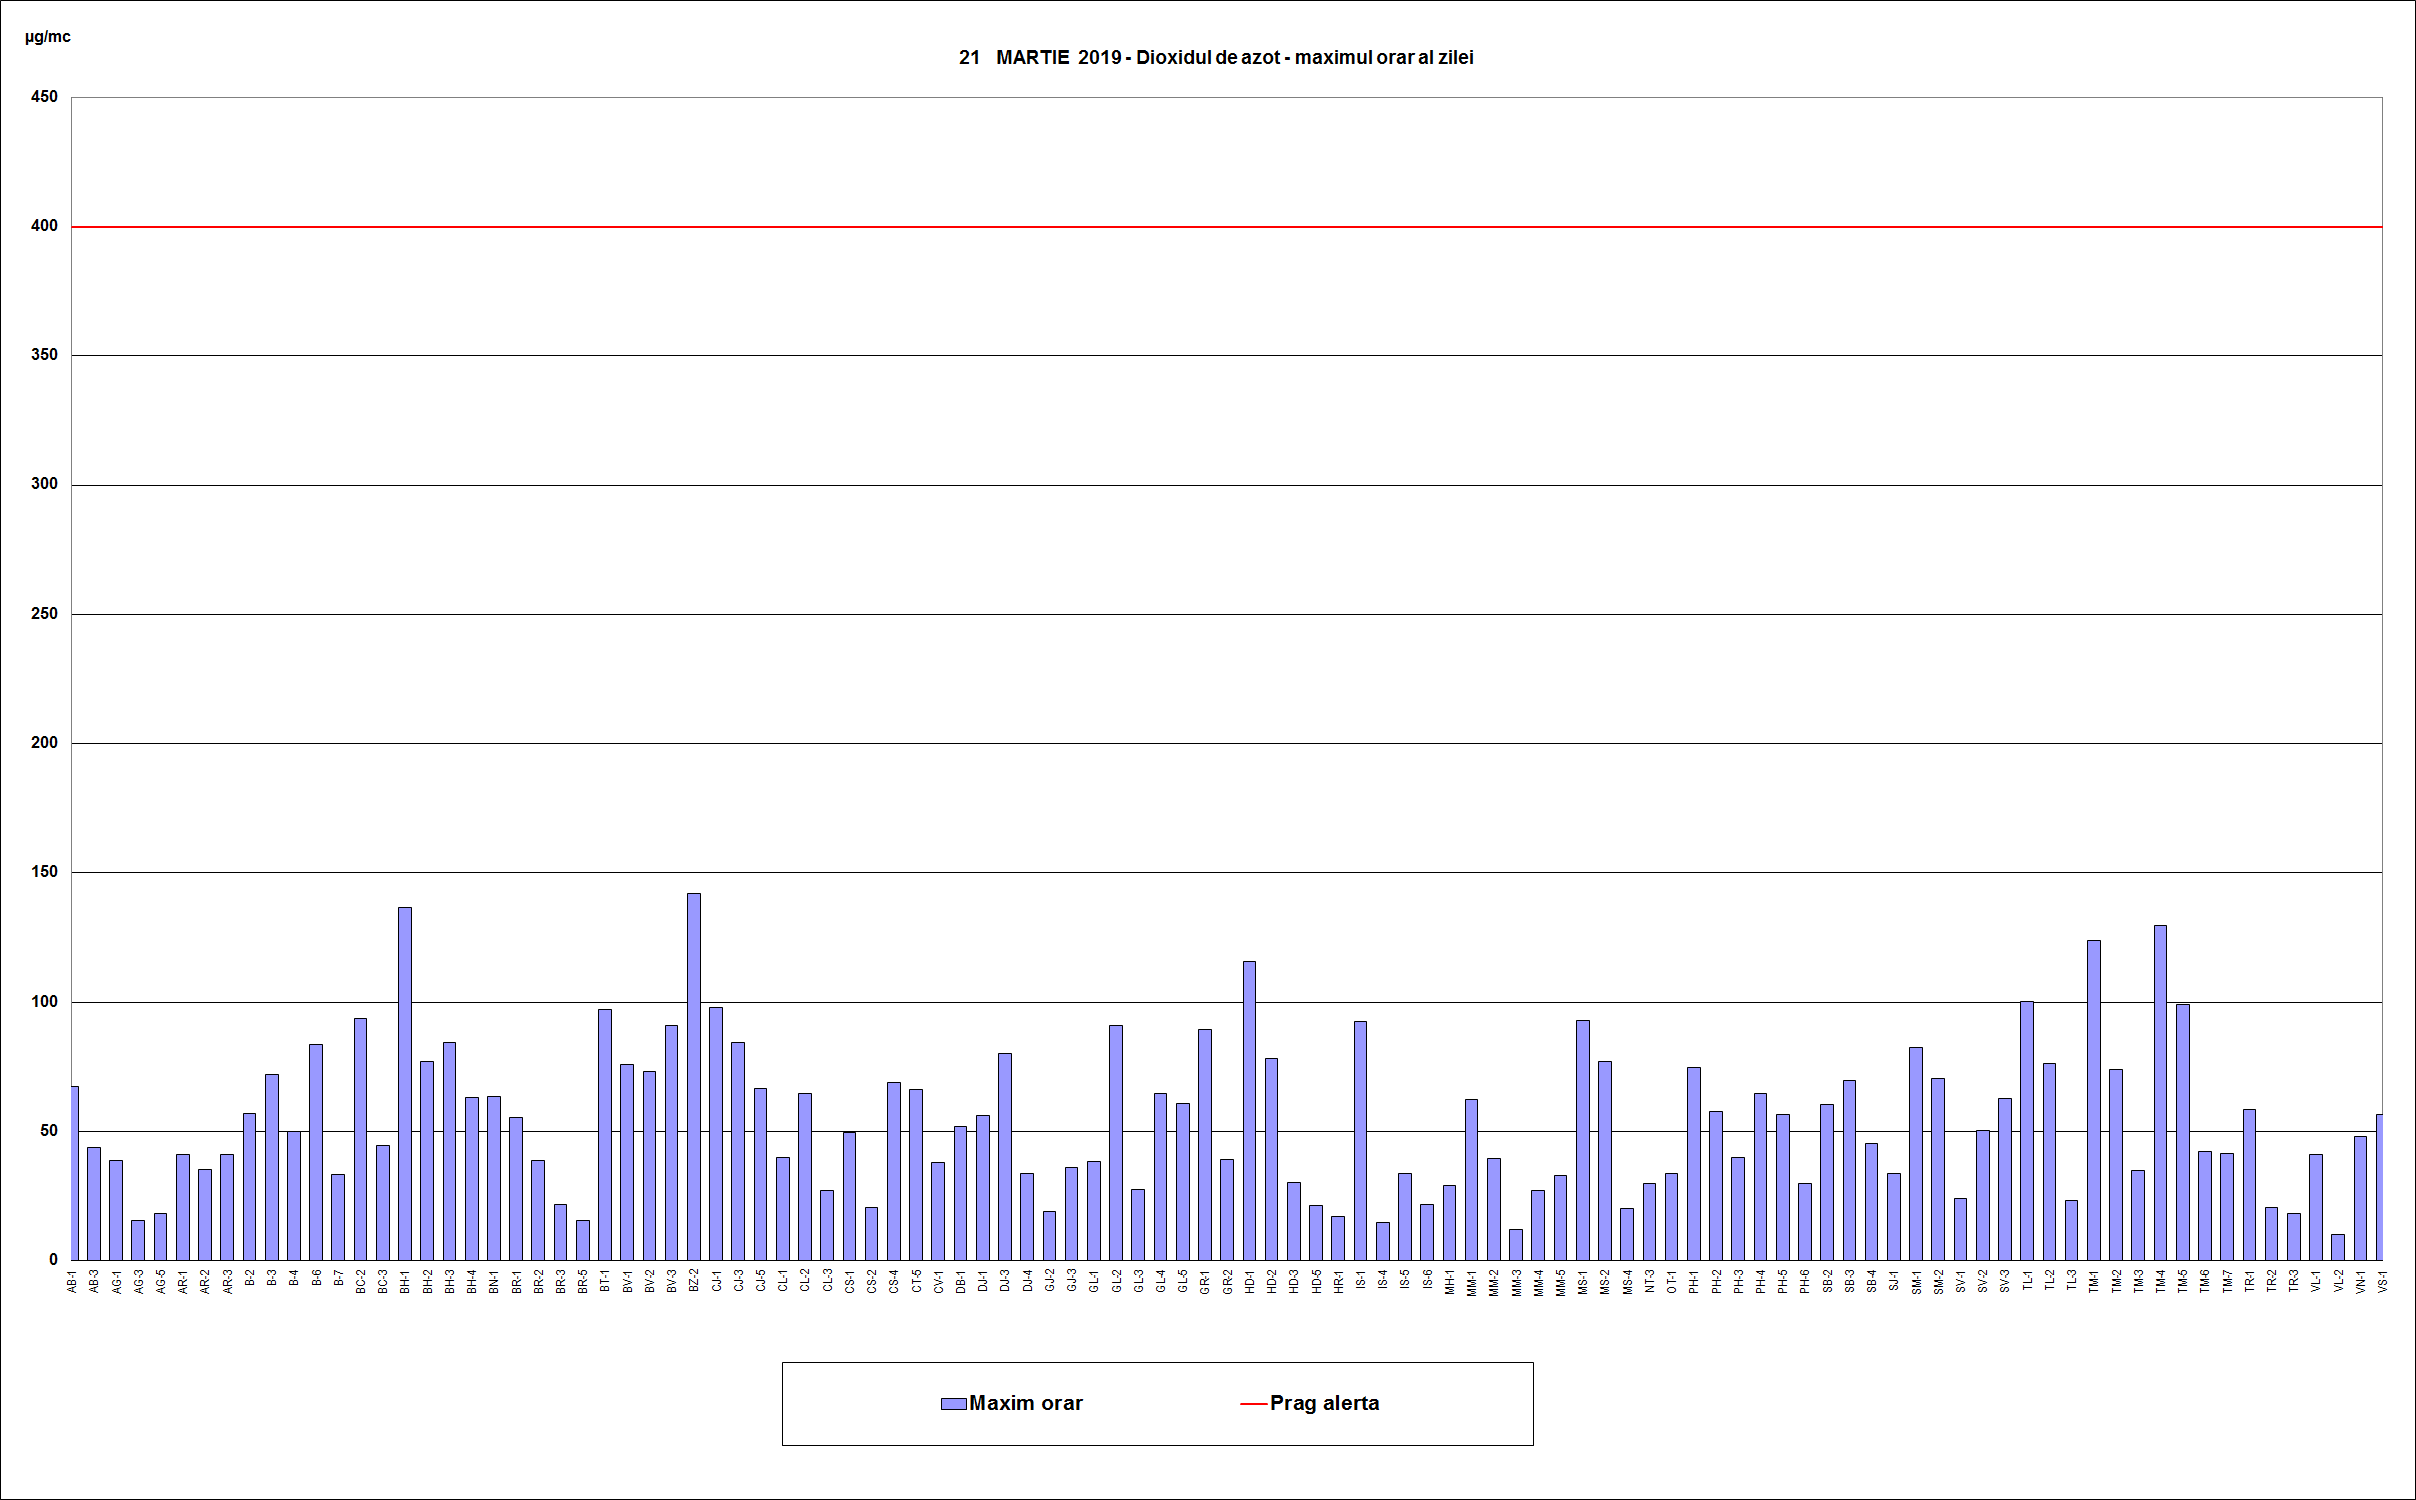 µg/mc
21 MARTIE 2019 - Dioxidul de azot - maximul orar al zilei
450
400
350
300
250
200
150
100
50
0
AB-1 AB-3 AG-1 AG-3 AG-5 AR-1 AR-2 AR-3 B-2 B-3 B-4 B-6 B-7 BC-2 BC-3 BH-1 BH-2 BH-3 BH-4 BN-1 BR-1 BR-2 BR-3 BR-5 BT-1 BV-1 BV-2 BV-3 BZ-2 CJ-1 CJ-3 CJ-5 CL-1 CL-2 CL-3 CS-1 CS-2 CS-4 CT-5 CV-1 DB-1 DJ-1 DJ-3 DJ-4 GJ-2 GJ-3 GL-1 GL-2 GL-3 GL-4 GL-5 GR-1 GR-2 HD-1 HD-2 HD-3 HD-5 HR-1 IS-1 IS-4 IS-5 IS-6 MH-1 MM-1 MM-2 MM-3 MM-4 MM-5 MS-1 MS-2 MS-4 NT-3 OT-1 PH-1 PH-2 PH-3 PH-4 PH-5 PH-6 SB-2 SB-3 SB-4 SJ-1 SM-1 SM-2 SV-1 SV-2 SV-3 TL-1 TL-2 TL-3 TM-1 TM-2 TM-3 TM-4 TM-5 TM-6 TM-7 TR-1 TR-2 TR-3 VL-1 VL-2 VN-1 VS-1
Maxim orar Prag alerta